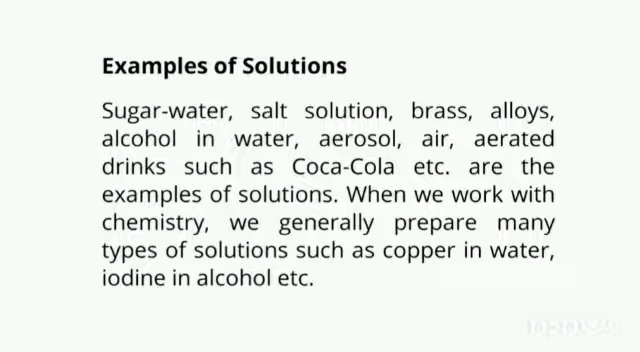 Examples of Solutions
Sugar-water, salt solution, brass, alloys,
alcohol in water, aerosol, air, aerated
drinks such as Coca-Cola etc. are the
examples of solutions. When we work with
chemistry, we generally prepare many
types of solutions such as copper in water,
iodine in alcohol etc.